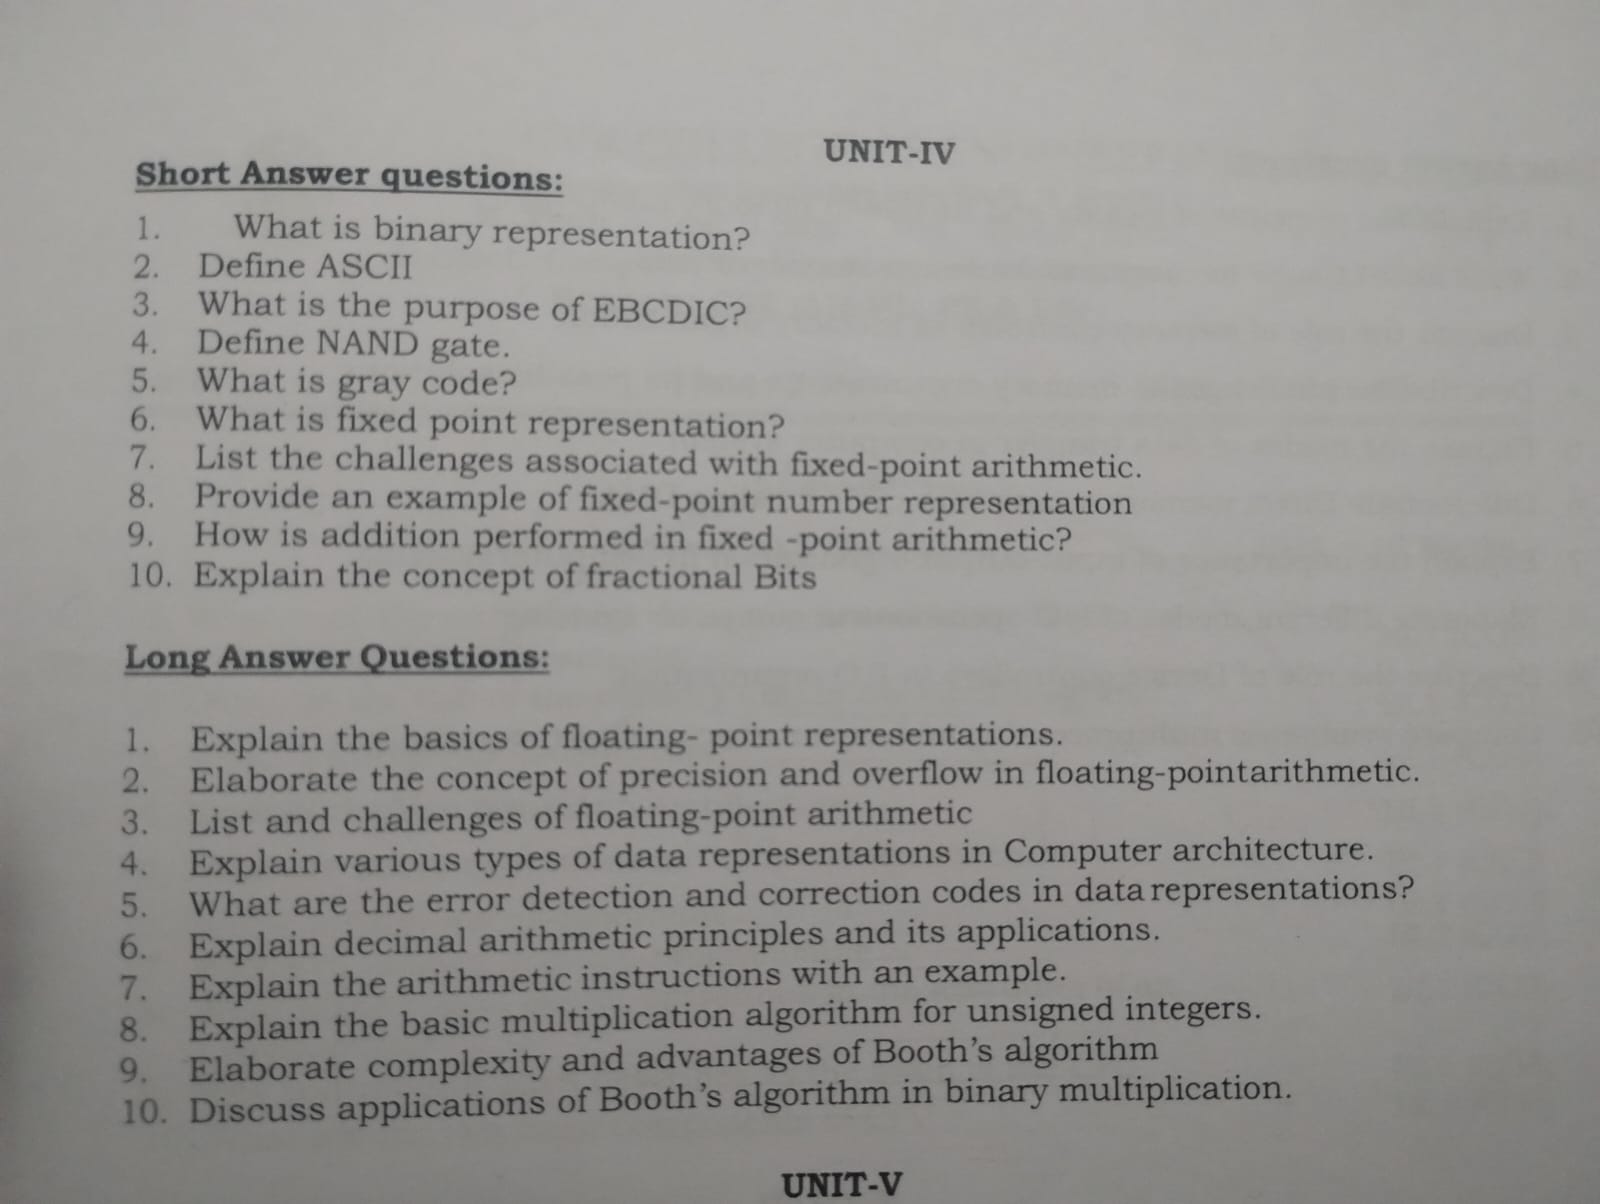 UNIT-IV
Short Answer questions:
1. What is binary representation?
2. Define ASCII
3. What is the purpose of EBCDIC?
4. Define NAND gate.
5. What is gray code?
6. What is fixed point representation?
7. List the challenges associated with fixed-point arithmetic.
8. Provide an example of fixed-point number representation
9. How is addition performed in fixed -point arithmetic?
10. Explain the concept of fractional Bits
Long Answer Questions:
1. Explain the basics of floating- point representations.
2. Elaborate the concept of precision and overflow in floating-pointarithmetic.
3. List and challenges of floating-point arithmetic
4. Explain various types of data representations in Computer architecture.
5. What are the error detection and correction codes in data representations?
6. Explain decimal arithmetic principles and its applications.
7. Explain the arithmetic instructions with an example.
8. Explain the basic multiplication algorithm for unsigned integers.
9. Elaborate complexity and advantages of Booth's algorithm
10. Discuss applications of Booth's algorithm in binary multiplication.
UNIT-V